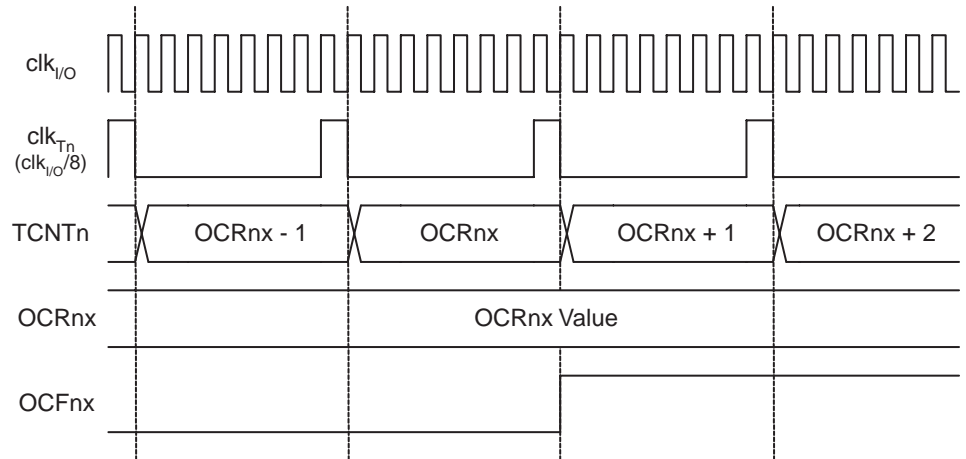 clkI/O
clkTn
(clkI/O/8)
TCNTn
OCRnx - 1
OCRnx
OCRnx + 1
OCRnx + 2
OCRnx
OCRnx Value
OCFnx